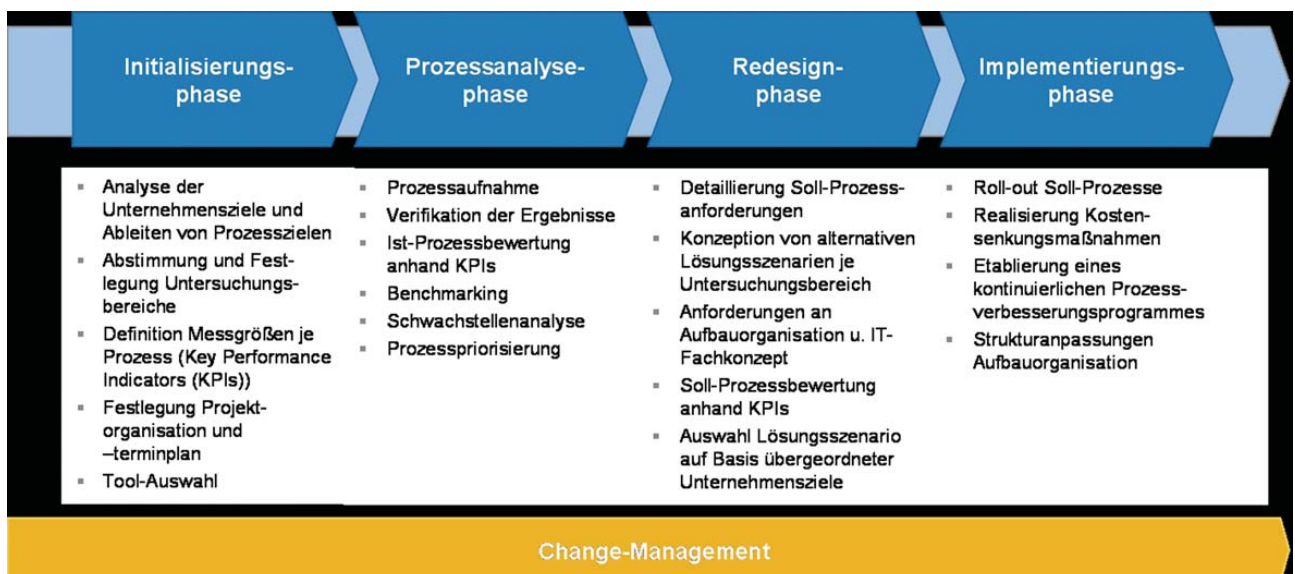 Initialisierungs-
phase
Prozessanalyse-
phase
Redesign-
phase
Implementierungs-
phase
Analyse der
Unternehmensziele und
Ableiten von Prozesszielen
Abstimmung und Fest-
legung Untersuchungs-
bereiche
Definition Messgrößen je
Prozess (Key Performance
Indicators (KPIs))
Festlegung Projekt-
organisation und
–terminplan
Tool-Auswahl
Prozessaufnahme
Verifikation der Ergebnisse
Ist-Prozessbewertung
anhand KPIs
Benchmarking
Schwachstellenanalyse
Prozesspriorisierung
Detaillierung Soll-Prozess-
anforderungen
Konzeption von alternativen
Lösungsszenarien je
Untersuchungsbereich
Anforderungen an
Aufbauorganisation u. IT-
Fachkonzept
Soll-Prozessbewertung
anhand KPIs
Auswahl Lösungsszenario
auf Basis übergeordneter
Unternehmensziele
Roll-out Soll-Prozesse
Realisierung Kosten-
senkungsmaßnahmen
Etablierung eines
kontinuierlichen Prozess-
verbesserungsprogrammes
Strukturanpassungen
Aufbauorganisation
Change-Management